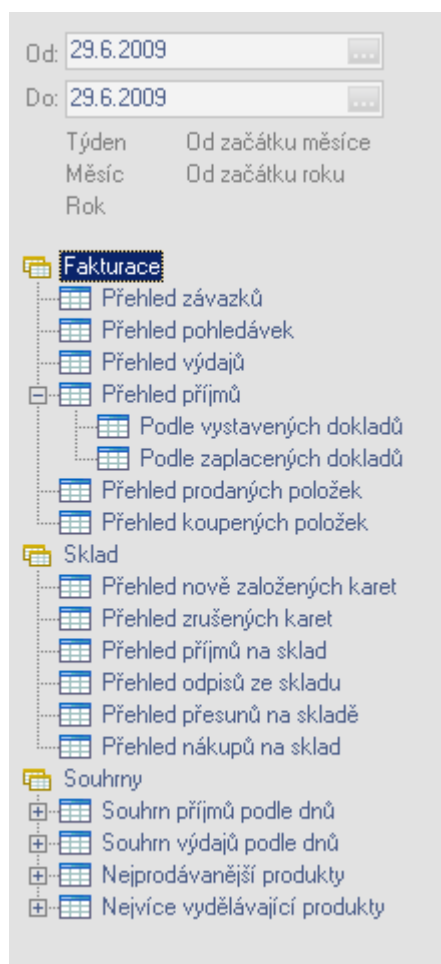 Od: 29.6.2009 ...
Do: 29.6.2009 ...
Týden Od začátku měsíce
Měsíc Od začátku roku
Rok
Fakturace
Přehled závazků
Přehled pohledávek
Přehled výdajů
Přehled příjmů
Podle vystavených dokladů
Podle zaplacených dokladů
Přehled prodaných položek
Přehled koupených položek
Sklad
Přehled nově založených karet
Přehled zrušených karet
Přehled příjmů na sklad
Přehled odpisů ze skladu
Přehled přesunů na skladě
Přehled nákupů na sklad
Souhrny
Souhrn příjmů podle dnů
Souhrn výdajů podle dnů
Nejprodávanější produkty
Nejvíce vydělávající produkty